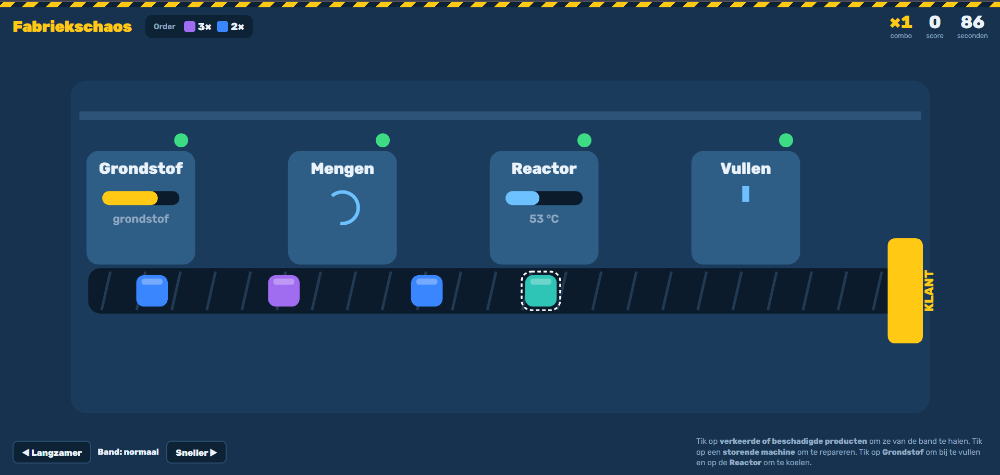 Fabriekschaos
Order 3× 2×
×1 combo
0 score
86 seconden
Grondstof
grondstof
Mengen
Reactor
53 °C
Vullen
KLANT
◀ Langzamer
Band: normaal
Sneller ▶
Tik op verkeerde of beschadigde producten om ze van de band te halen. Tik
op een storende machine om te repareren. Tik op Grondstof om bij te vullen
en op de Reactor om te koelen.